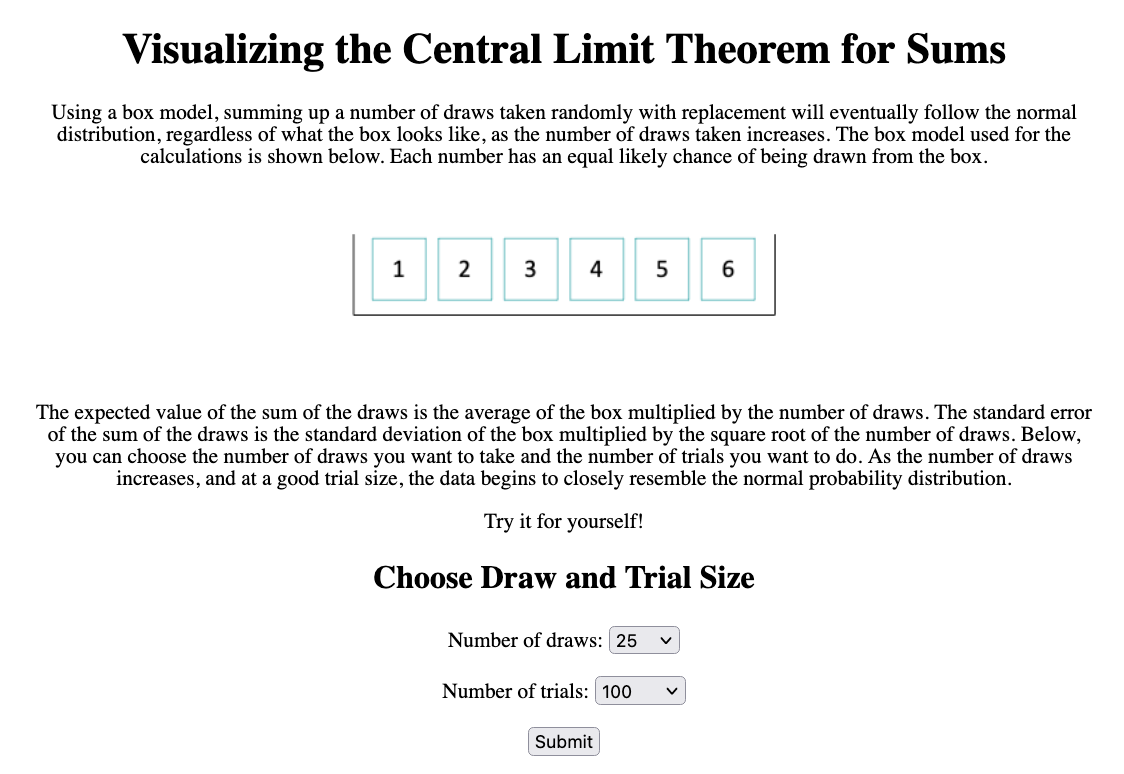 Visualizing the Central Limit Theorem for Sums
Using a box model, summing up a number of draws taken randomly with replacement will eventually follow the normal
distribution, regardless of what the box looks like, as the number of draws taken increases. The box model used for the
calculations is shown below. Each number has an equal likely chance of being drawn from the box.
1 2 3 4 5 6
The expected value of the sum of the draws is the average of the box multiplied by the number of draws. The standard error
of the sum of the draws is the standard deviation of the box multiplied by the square root of the number of draws. Below,
you can choose the number of draws you want to take and the number of trials you want to do. As the number of draws
increases, and at a good trial size, the data begins to closely resemble the normal probability distribution.
Try it for yourself!
Choose Draw and Trial Size
Number of draws: 25
Number of trials: 100
Submit